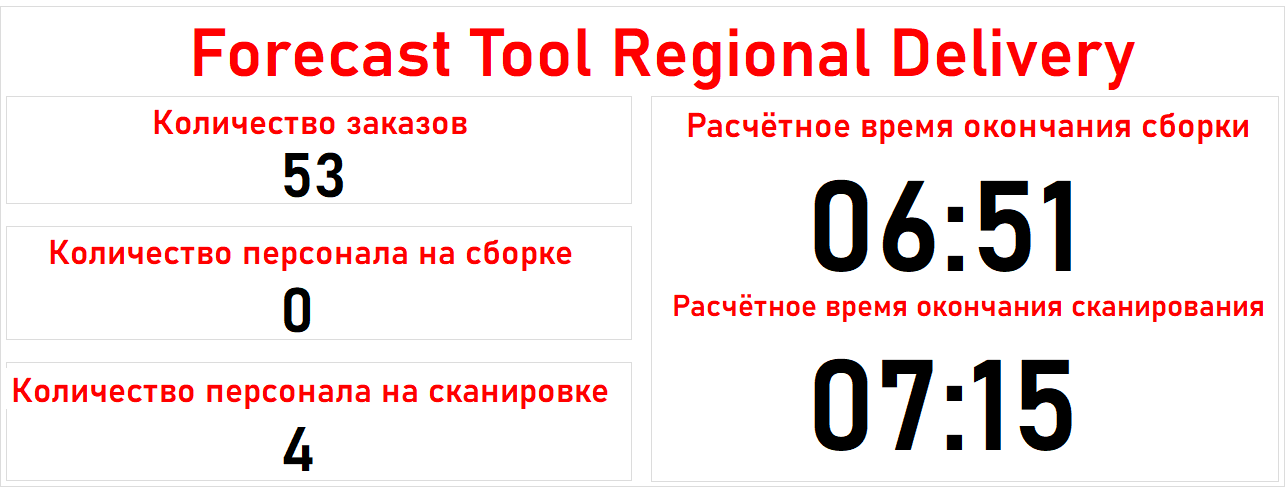 Forecast Tool Regional Delivery
Количество заказов
53
Количество персонала на сборке
0
Количество персонала на сканировке
4
Расчётное время окончания сборки
06:51
Расчётное время окончания сканирования
07:15